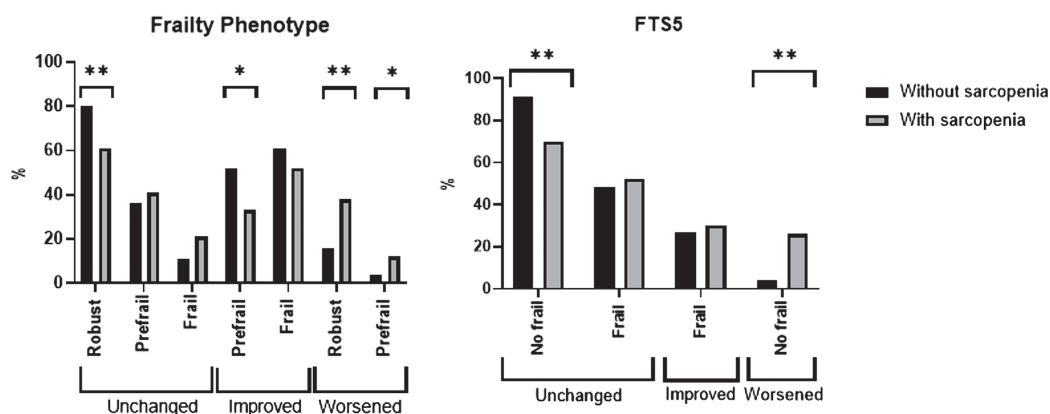 Frailty Phenotype
**
*
**
*
100
80
60
40
20
0
%
Robust
Prefrail
Frail
Prefrail
Frail
Robust
Prefrail
Unchanged
Improved
Worsened
FTS5
**
**
100
80
60
40
20
0
%
No frail
Frail
Frail
No frail
Unchanged
Improved
Worsened
Without sarcopenia
With sarcopenia